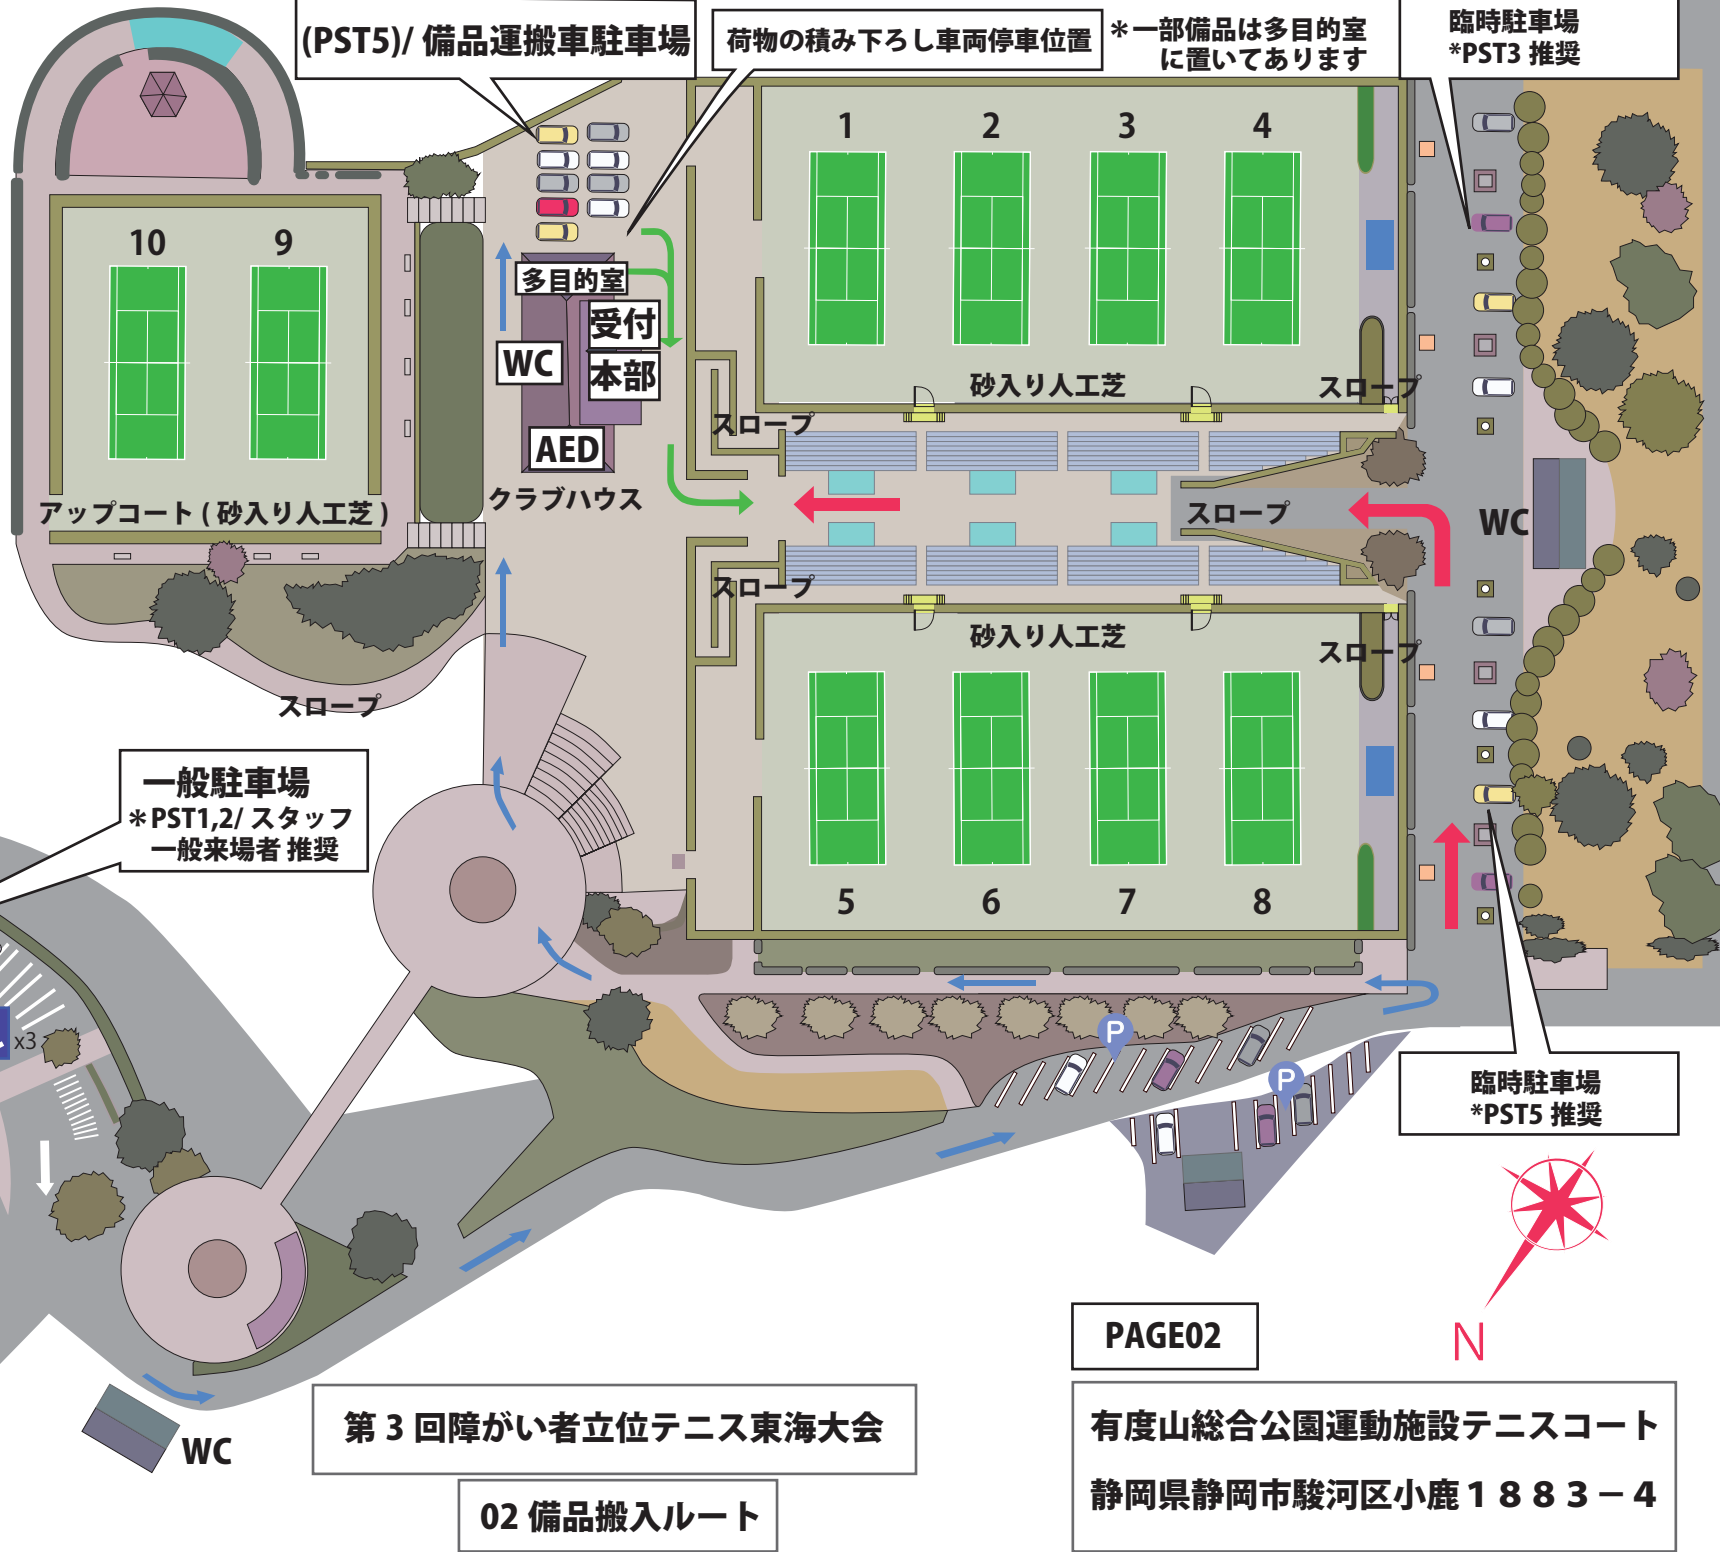 (PST5)/ 備品運搬車駐車場
荷物の積み下ろし車両停車位置
＊一部備品は多目的室
に置いてあります
臨時駐車場
*PST3 推奨
1
2
3
4
10
9
多目的室
受付
WC
本部
AED
クラブハウス
砂入り人工芝
スロープ
スロープ
アップコート ( 砂入り人工芝 )
スロープ
WC
スロープ
砂入り人工芝
スロープ
スロープ
一般駐車場
＊PST1,2/ スタッフ
一般来場者 推奨
5
6
7
8
x3
P
P
臨時駐車場
*PST5 推奨
N
PAGE02
WC
第 3 回障がい者立位テニス東海大会
02 備品搬入ルート
有度山総合公園運動施設テニスコート
静岡県静岡市駿河区小鹿１８８３－４